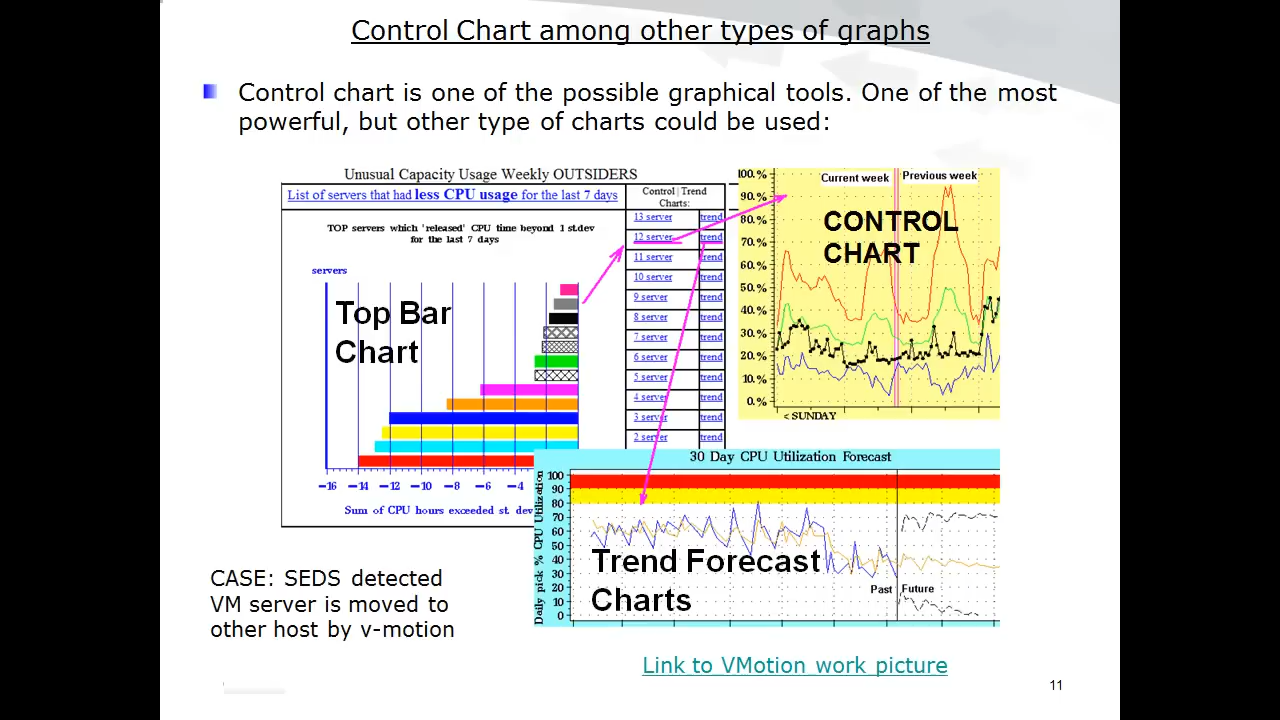 Control Chart among other types of graphs
Control chart is one of the possible graphical tools. One of the most
powerful, but other type of charts could be used:
Unusual Capacity Usage Weekly OUTSIDERS
List of servers that had less CPU usage for the last 7 days
Control | Trend
Charts:
TOP servers which 'released' CPU time beyond 1 st.dev
for the last 7 days
servers
Top Bar
Chart
-16 -14 -12 -10 -8 -6 -4
Sum of CPU hours exceeded st. dev
13 server trend
12 server trend
11 server trend
10 server trend
9 server trend
8 server trend
7 server trend
6 server trend
5 server trend
4 server trend
3 server trend
2 server trend
Current week Previous week
CONTROL
CHART
100.%
90.%
80.%
70.%
60.%
50.%
40.%
30.%
20.%
10.%
0.%
< SUNDAY
30 Day CPU Utilization Forecast
Daily pick % CPU Utilization
100
90
80
70
60
50
40
30
20
10
0
Trend Forecast
Charts
Past Future
CASE: SEDS detected
VM server is moved to
other host by v-motion
Link to VMotion work picture
11